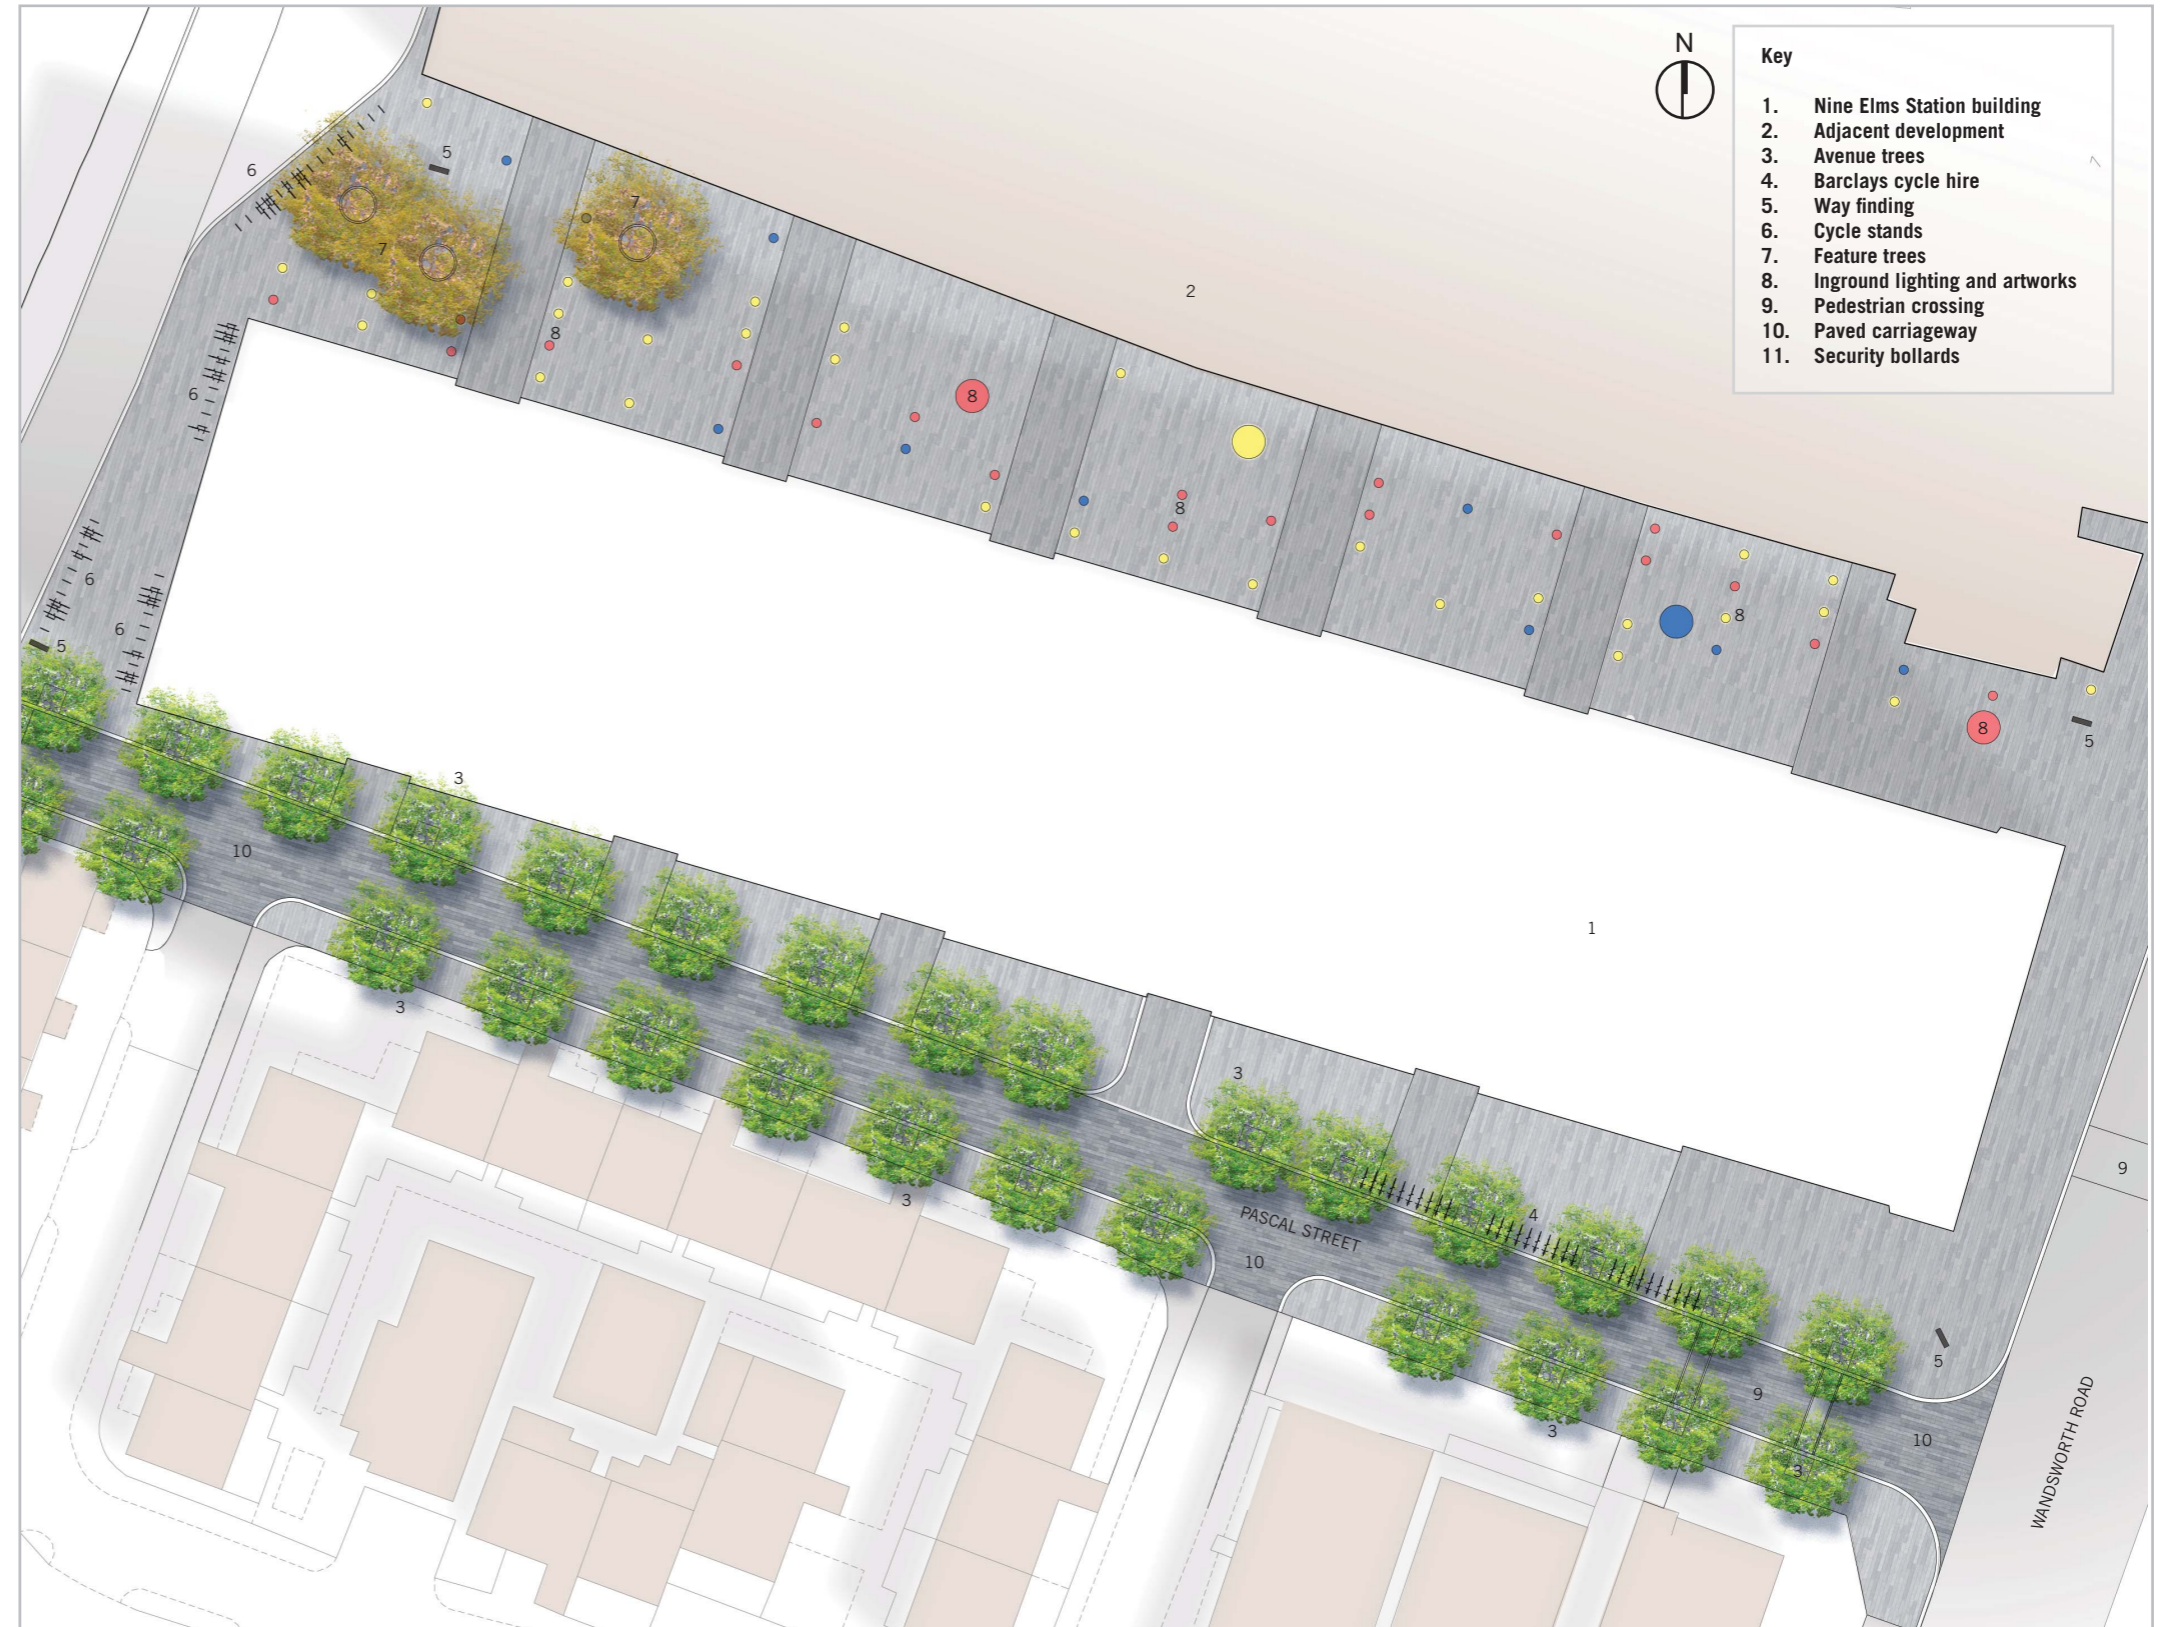 N
Key
1. Nine Elms Station building
2. Adjacent development
3. Avenue trees
4. Barclays cycle hire
5. Way finding
6. Cycle stands
7. Feature trees
8. Inground lighting and artworks
9. Pedestrian crossing
10. Paved carriageway
11. Security bollards
5
6
7
7
2
8
6
8
8
6
8
6
5
8
5
3
10
1
3
3
9
3
4
PASCAL STREET
10
5
9
3
10
3
WANDSWORTH ROAD